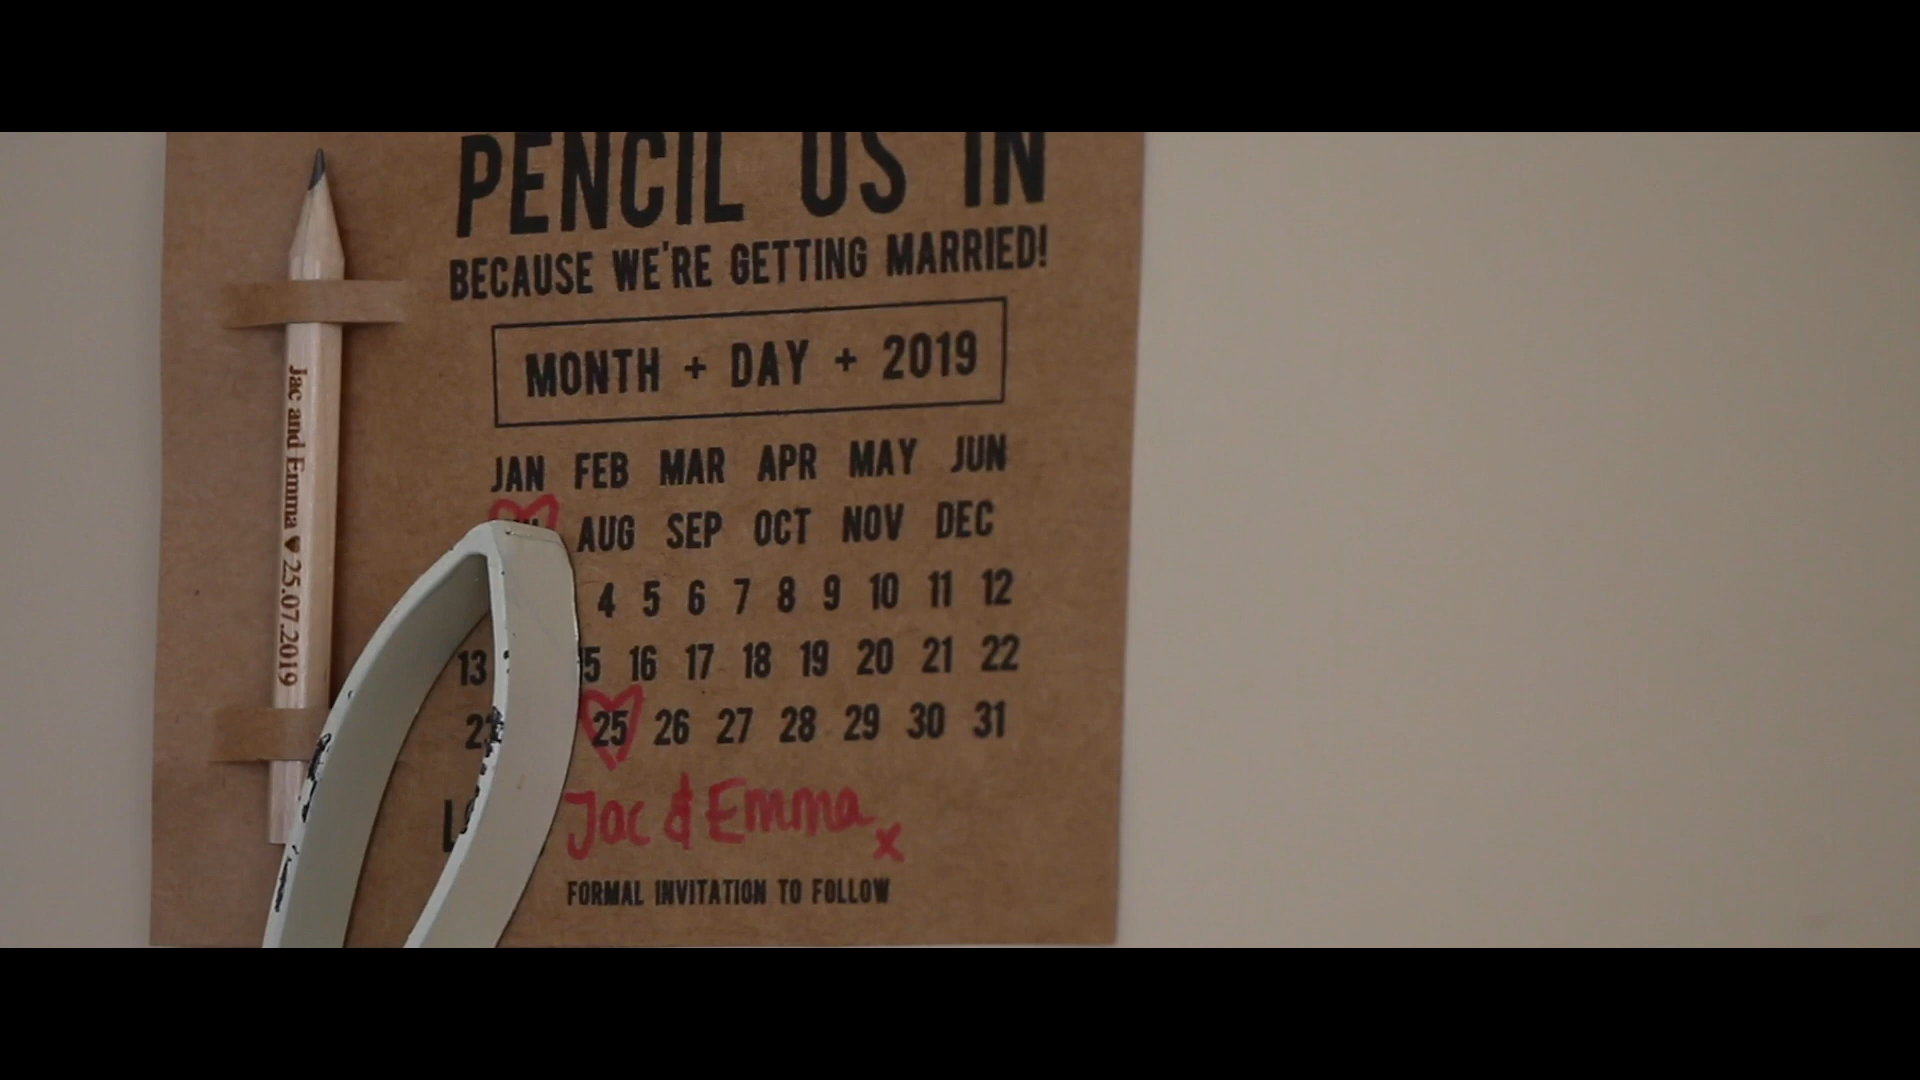 PENCIL US IN
BECAUSE WE'RE GETTING MARRIED!
MONTH + DAY + 2019
JAN FEB MAR APR MAY JUN
AUG SEP OCT NOV DEC
4 5 6 7 8 9 10 11 12
13 16 17 18 19 20 21 22
25 26 27 28 29 30 31
Jac & Emma x
FORMAL INVITATION TO FOLLOW
Jac and Emma ♥ 25.07.2019